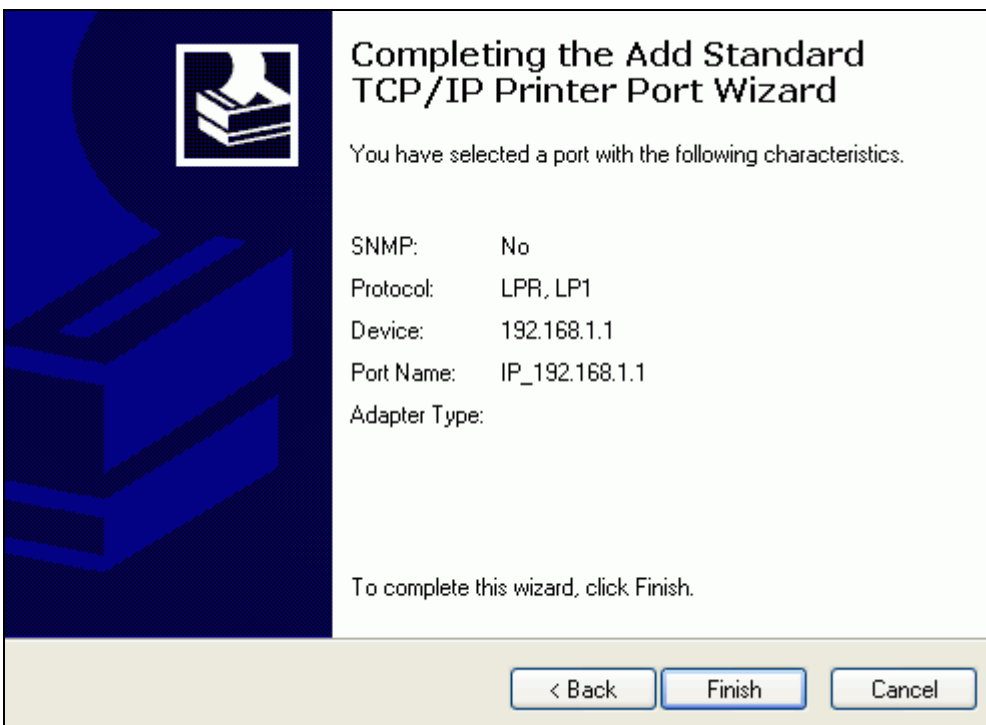 Completing the Add Standard
TCP/IP Printer Port Wizard
You have selected a port with the following characteristics.
SNMP: No
Protocol: LPR, LP1
Device: 192.168.1.1
Port Name: IP_192.168.1.1
Adapter Type:
To complete this wizard, click Finish.
< Back Finish Cancel